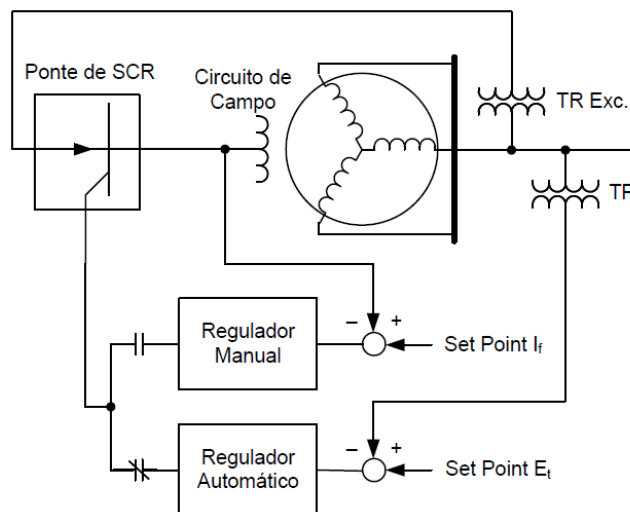 Ponte de SCR
Circuito de
Campo
TR Exc.
TP
Regulador
Manual
– +
Set Point If
Regulador
Automático
– +
Set Point Et